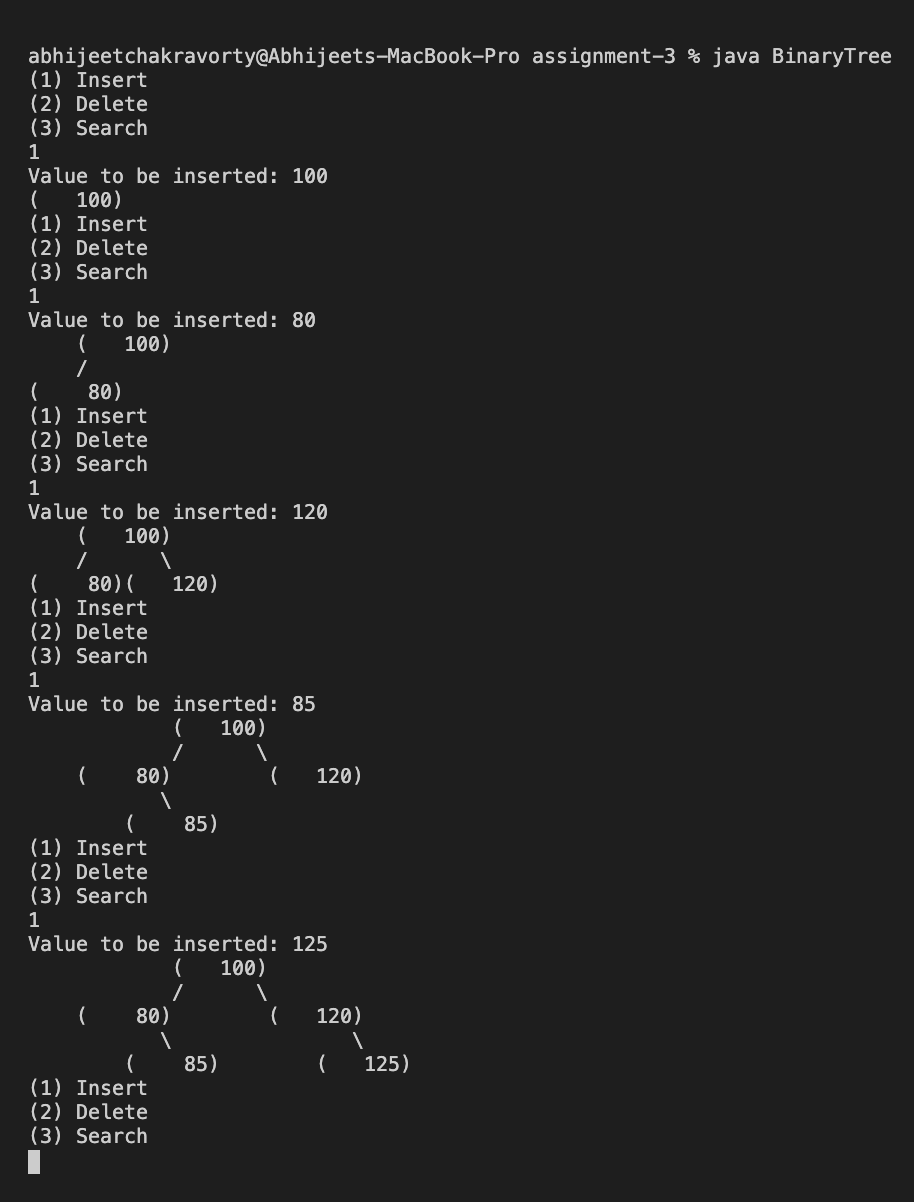 abhijeetchakravorty@Abhijeets-MacBook-Pro assignment-3 % java BinaryTree
(1) Insert
(2) Delete
(3) Search
1
Value to be inserted: 100
(   100)
(1) Insert
(2) Delete
(3) Search
1
Value to be inserted: 80
    (   100)
    /
(    80)
(1) Insert
(2) Delete
(3) Search
1
Value to be inserted: 120
    (   100)
    /      \
(    80)(   120)
(1) Insert
(2) Delete
(3) Search
1
Value to be inserted: 85
            (   100)
            /      \
    (    80)        (   120)
           \
        (    85)
(1) Insert
(2) Delete
(3) Search
1
Value to be inserted: 125
            (   100)
            /      \
    (    80)        (   120)
           \               \
        (    85)        (   125)
(1) Insert
(2) Delete
(3) Search